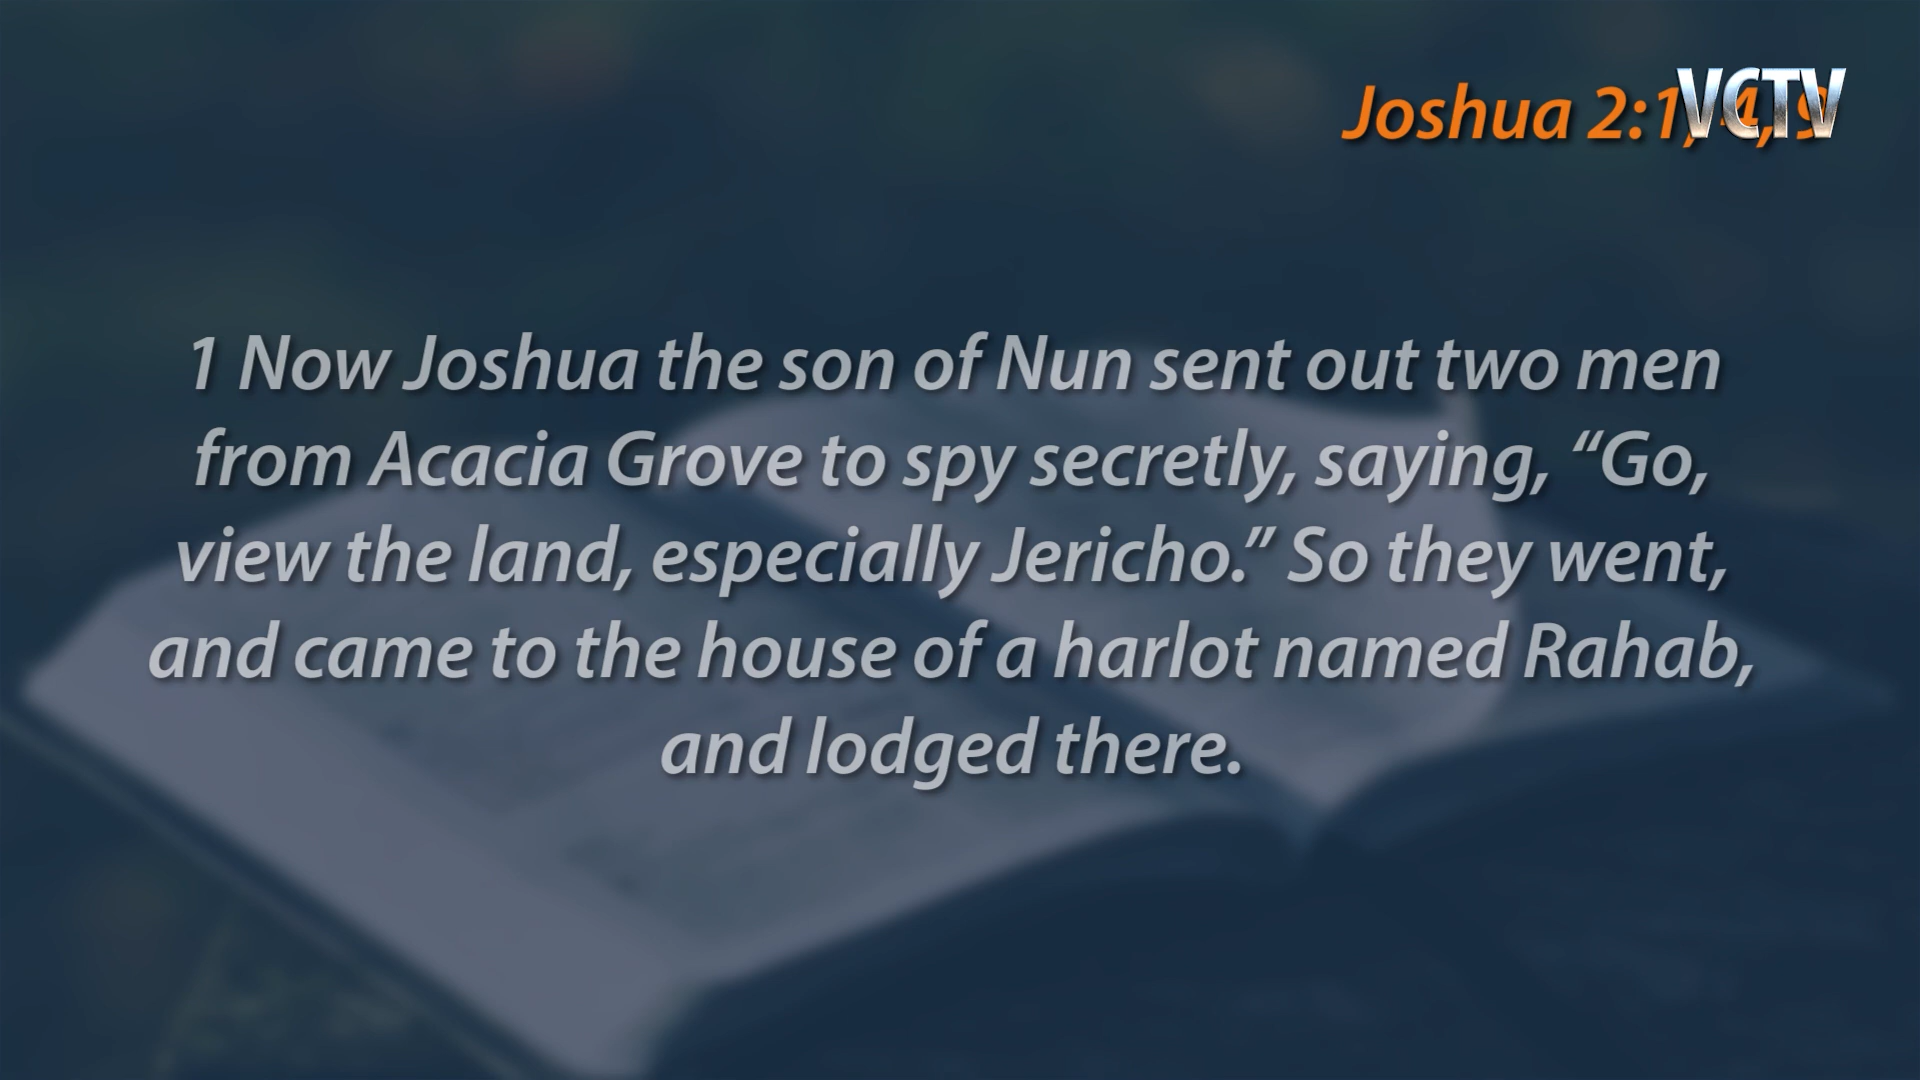 Joshua 2:1, 4, 9
VCTV
1 Now Joshua the son of Nun sent out two men
from Acacia Grove to spy secretly, saying, “Go,
view the land, especially Jericho.” So they went,
and came to the house of a harlot named Rahab,
and lodged there.